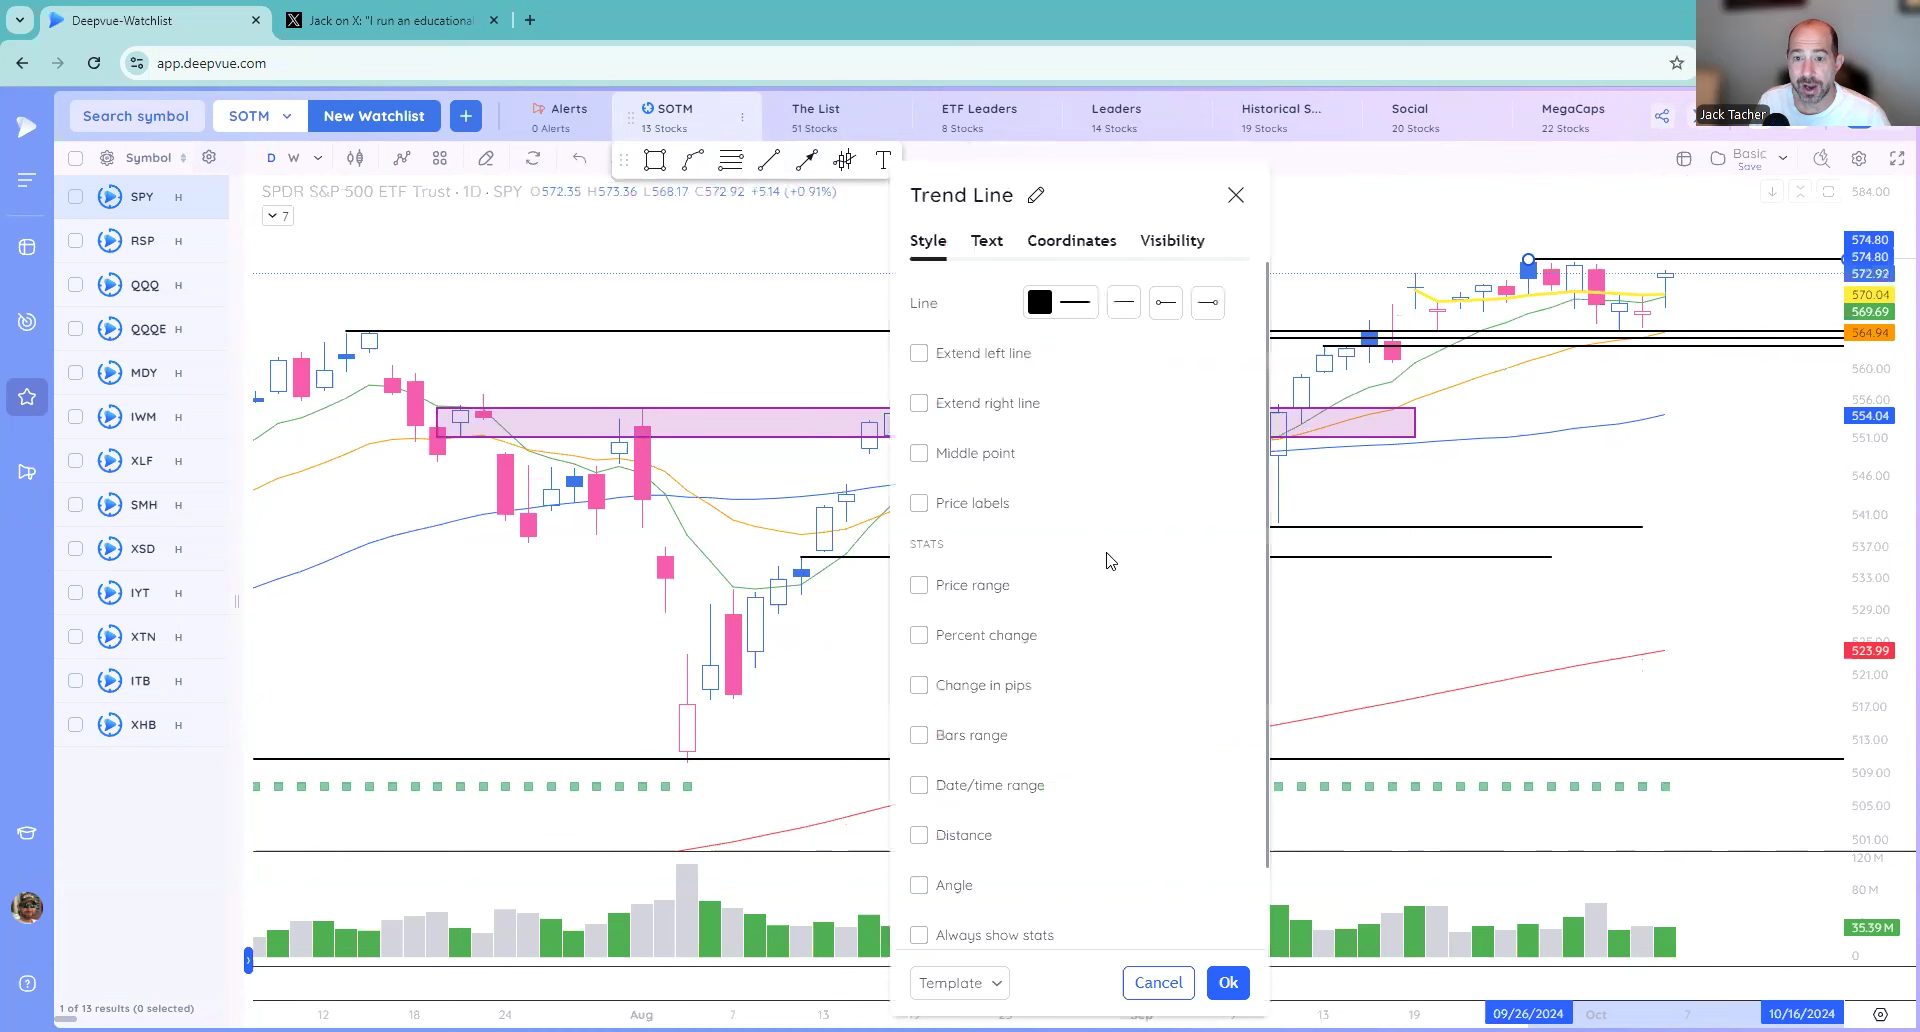 Deepvue-Watchlist
Jack on X: "I run an educational
app.deepvue.com
Jack Tacher
Search symbol
SOTM
New Watchlist
Alerts
0 Alerts
SOTM
13 Stocks
The List
51 Stocks
ETF Leaders
8 Stocks
Leaders
14 Stocks
Historical S...
19 Stocks
Social
20 Stocks
MegaCaps
22 Stocks
Symbol
D W
T
Basic
Save
SPDR S&P 500 ETF Trust · 1D · SPY O572.35 H573.36 L568.17 C572.92 +5.14 (+0.91%)
7
SPY H
RSP H
QQQ H
QQQE H
MDY H
IWM H
XLF H
SMH H
XSD H
IYT H
XTN H
ITB H
XHB H
1 of 13 results (0 selected)
Trend Line
Style
Text
Coordinates
Visibility
Line
Extend left line
Extend right line
Middle point
Price labels
STATS
Price range
Percent change
Change in pips
Bars range
Date/time range
Distance
Angle
Always show stats
Template
Cancel
Ok
584.00
574.80
574.80
572.92
570.04
569.69
564.94
560.00
556.00
554.04
551.00
546.00
541.00
537.00
533.00
529.00
525.00
523.99
521.00
517.00
513.00
509.00
505.00
501.00
120 M
80 M
35.39 M
0
12
18
24
Aug
7
13
Sep
13
19
09/26/2024
Oct
7
10/16/2024